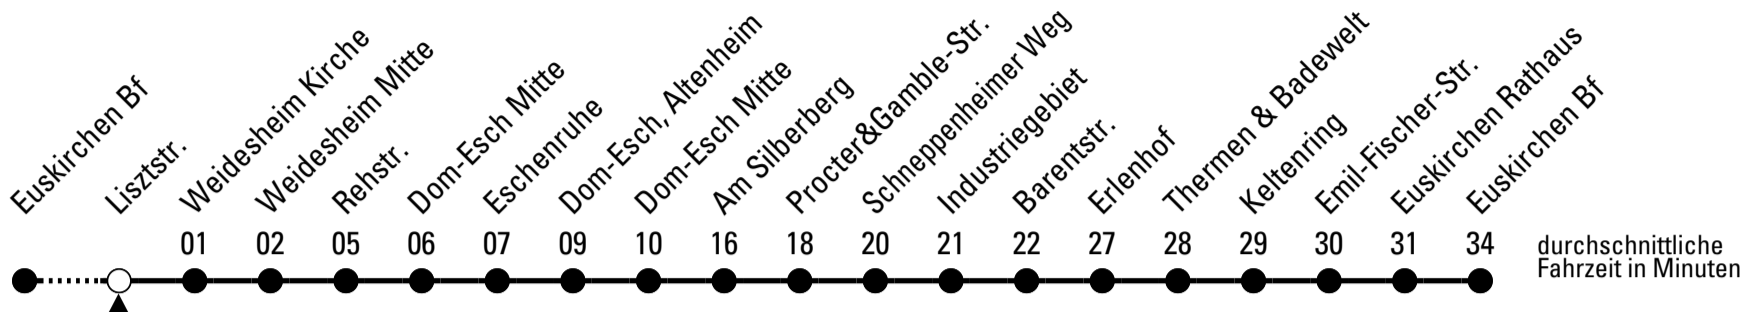 Euskirchen Bf
Lisztstr.
Weidesheim Kirche
Weidesheim Mitte
Rehstr.
Dom-Esch Mitte
Eschenruhe
Dom-Esch, Altenheim
Dom-Esch Mitte
Am Silberberg
Procter&Gamble-Str.
Schneppenheimer Weg
Industriegebiet
Barentstr.
Erlenhof
Thermen & Badewelt
Keltenring
Emil-Fischer-Str.
Euskirchen Rathaus
Euskirchen Bf
01 02 05 06 07 09 10 16 18 20 21 22 27 28 29 30 31 34
durchschnittliche
Fahrzeit in Minuten